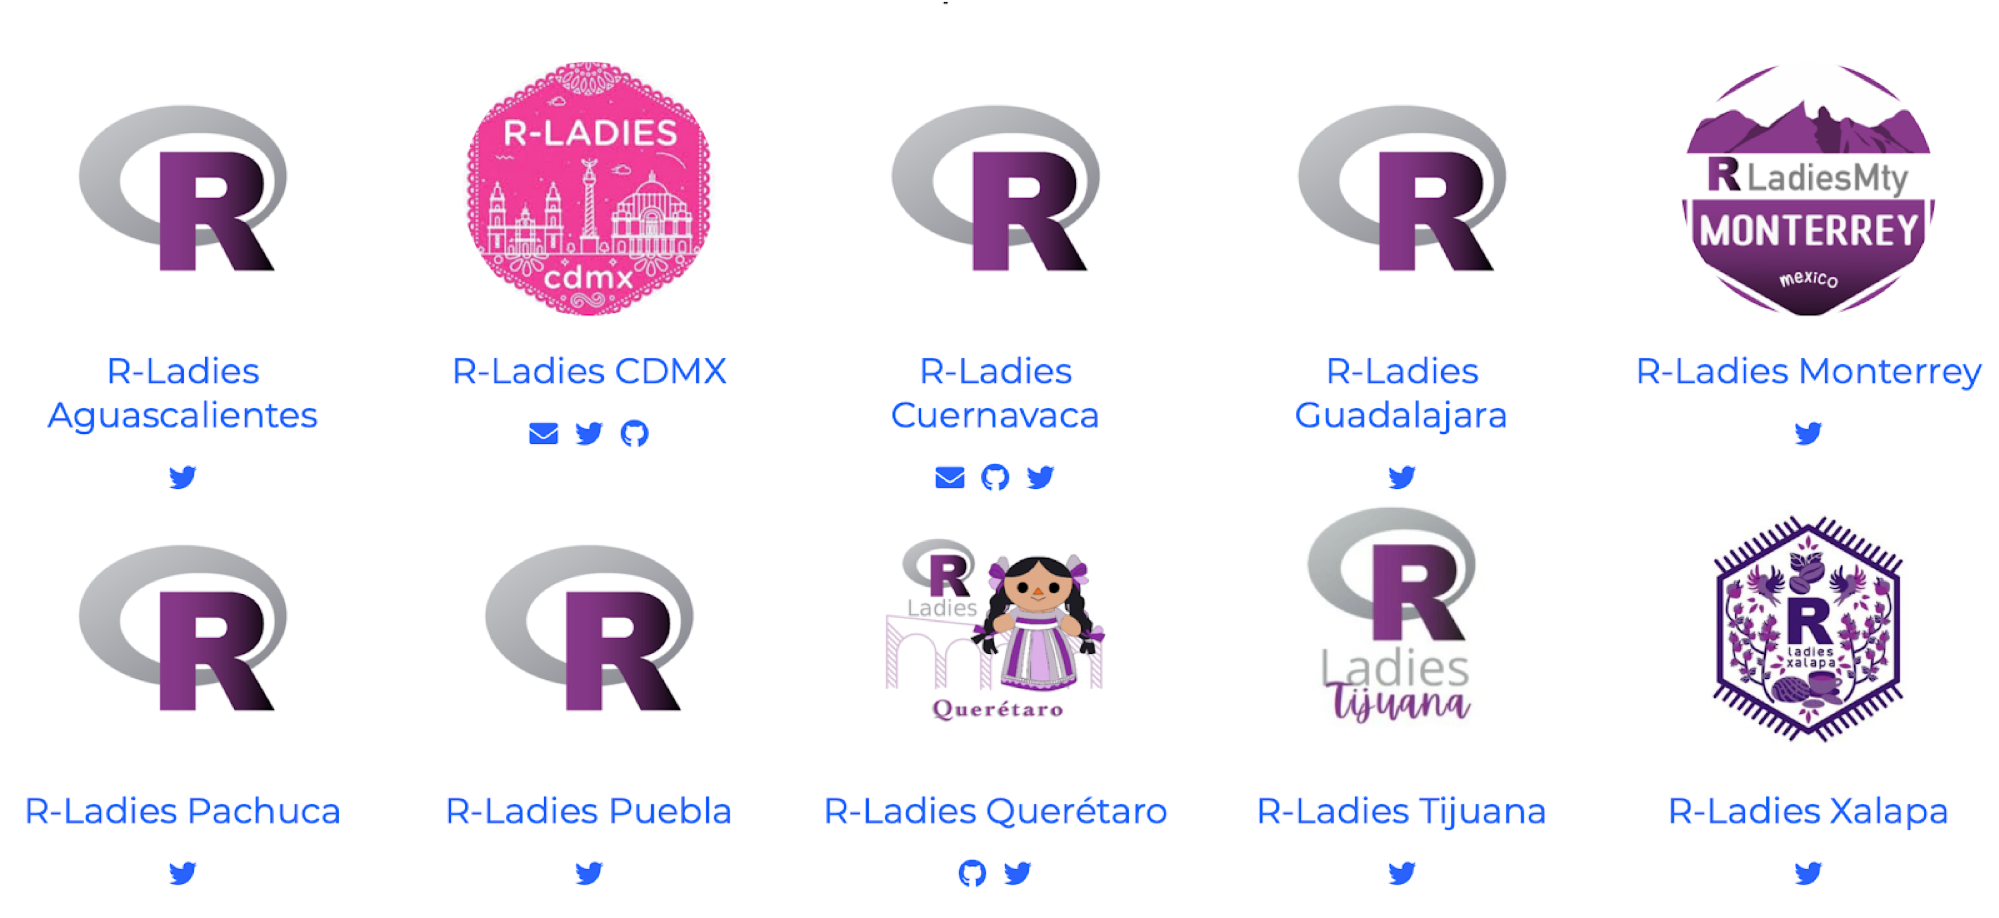 R
R-LADIES
cdmx
R
R
R LadiesMty
MONTERREY
mexico
R-Ladies
Aguascalientes
R-Ladies CDMX
R-Ladies
Cuernavaca
R-Ladies
Guadalajara
R-Ladies Monterrey
R
R
R
Ladies
Querétaro
R
Ladies
Tijuana
R
ladies
xalapa
R-Ladies Pachuca
R-Ladies Puebla
R-Ladies Querétaro
R-Ladies Tijuana
R-Ladies Xalapa